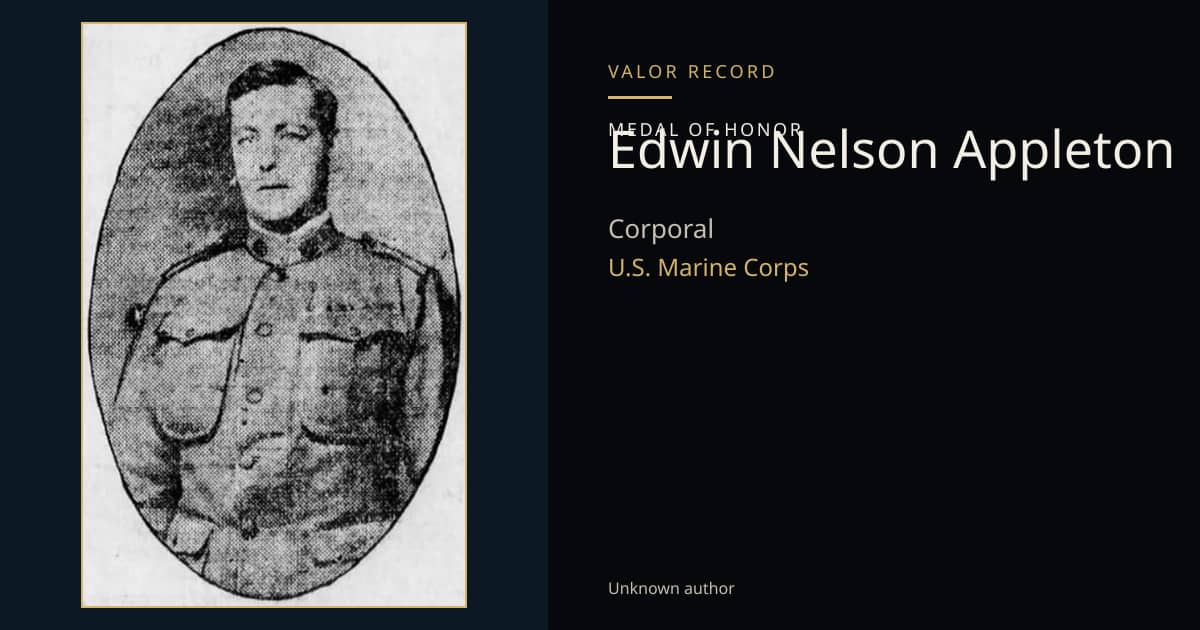 VALOR RECORD
MEDAL OF HONOR
Edwin Nelson Appleton
Corporal
U.S. Marine Corps
Unknown author